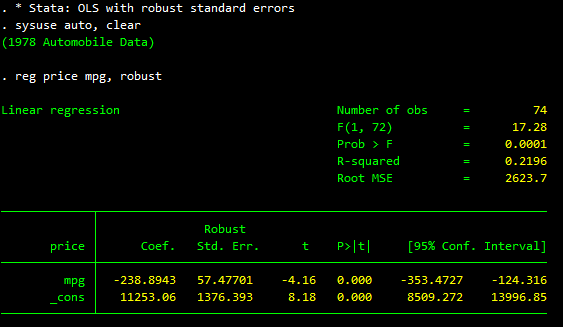 . * Stata: OLS with robust standard errors
. sysuse auto, clear
(1978 Automobile Data)
. reg price mpg, robust
Linear regression Number of obs = 74
F(1, 72) = 17.28
Prob > F = 0.0001
R-squared = 0.2196
Root MSE = 2623.7
Robust
price Coef. Std. Err. t P>|t| [95% Conf. Interval]
mpg -238.8943 57.47701 -4.16 0.000 -353.4727 -124.316
_cons 11253.06 1376.393 8.18 0.000 8509.272 13996.85